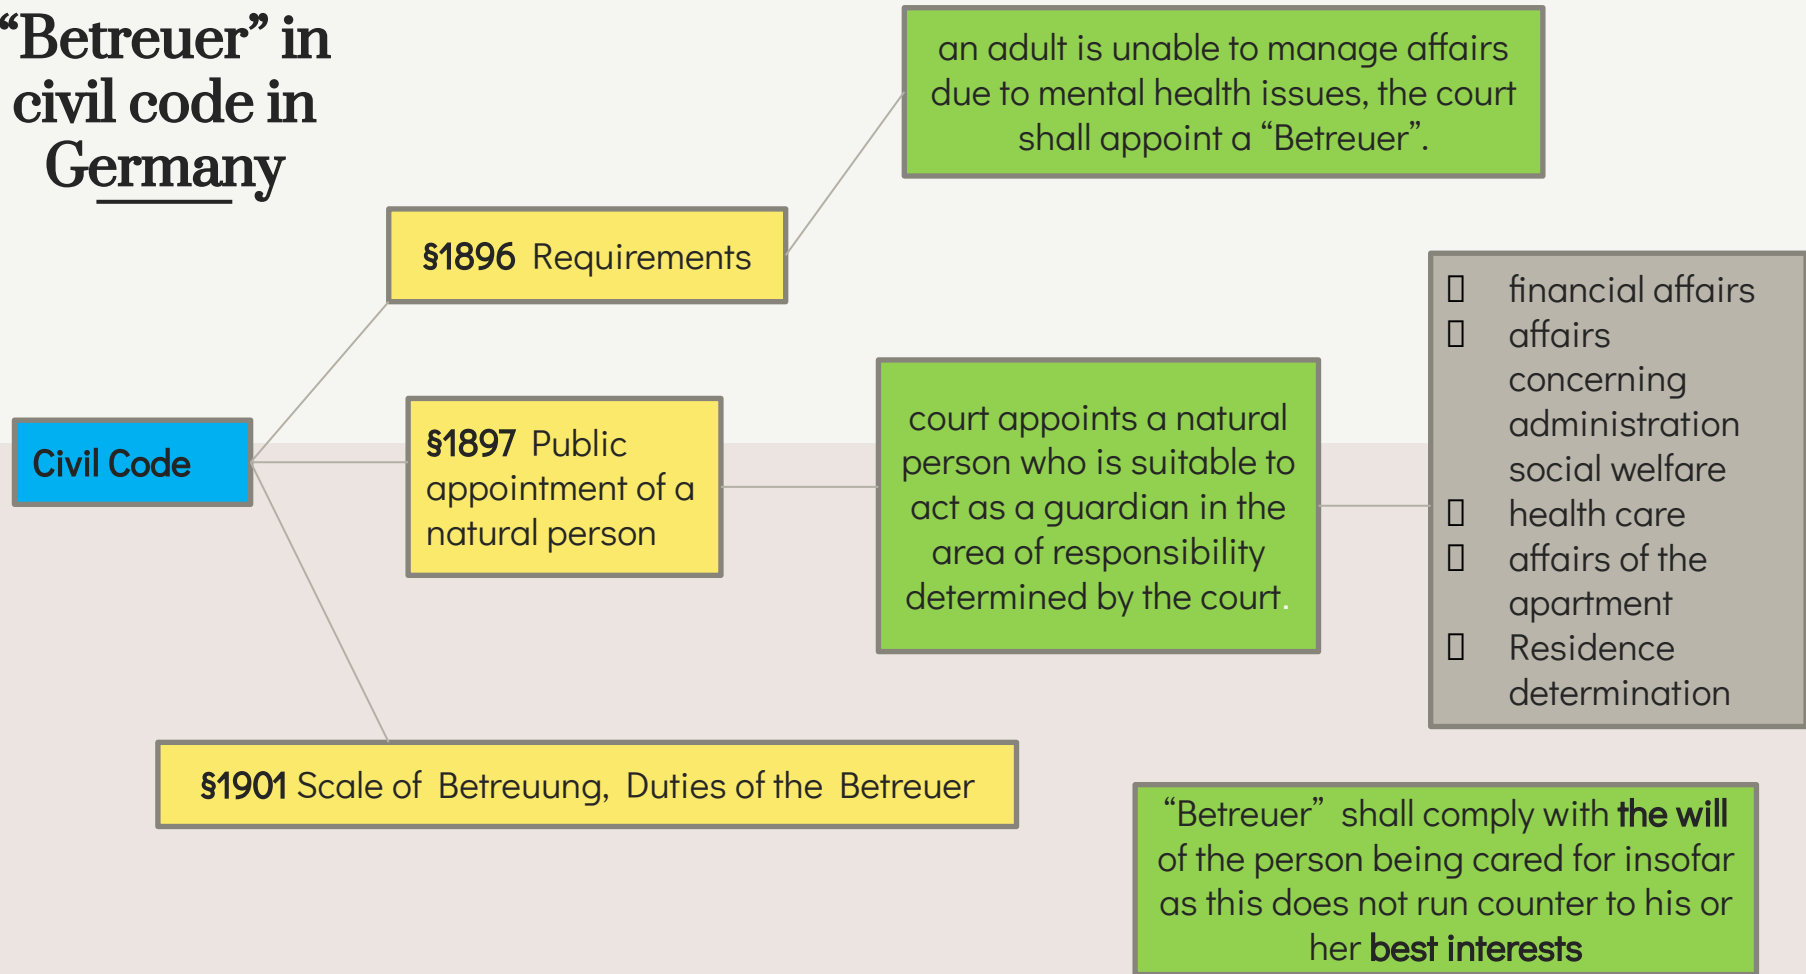 “Betreuer” in
civil code in
Germany
an adult is unable to manage affairs
due to mental health issues, the court
shall appoint a “Betreuer”.
§1896 Requirements
Civil Code
§1897 Public
appointment of a
natural person
court appoints a natural
person who is suitable to
act as a guardian in the
area of responsibility
determined by the court.
financial affairs
affairs
concerning
administration
social welfare
health care
affairs of the
apartment
Residence
determination
§1901 Scale of Betreuung, Duties of the Betreuer
“Betreuer” shall comply with the will
of the person being cared for insofar
as this does not run counter to his or
her best interests